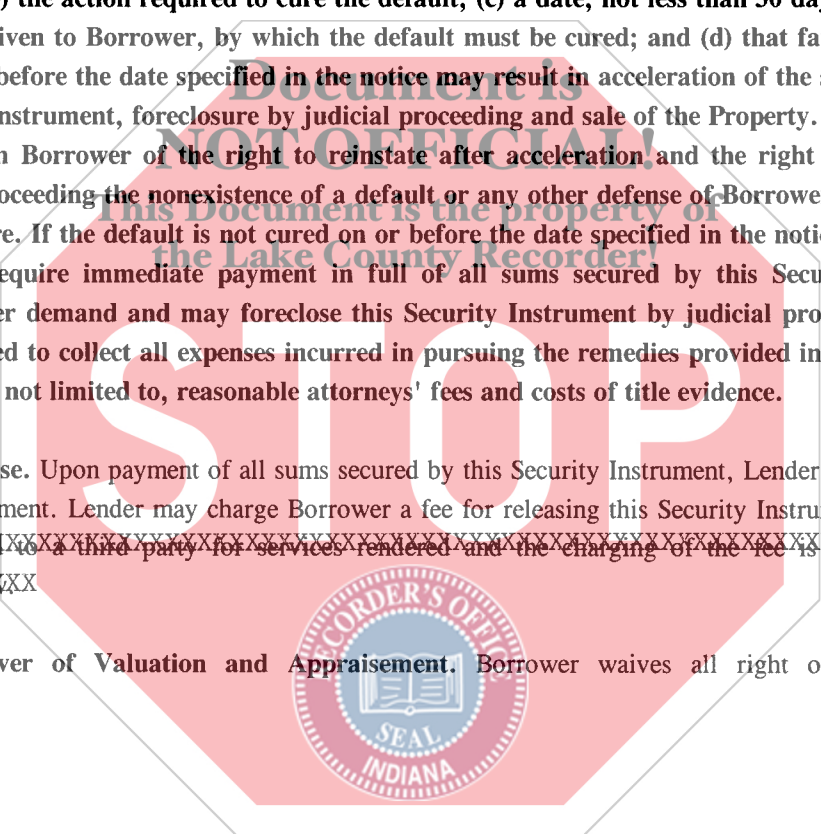 the action required to cure the default; (c) a date, not less than 30 day
iven to Borrower, by which the default must be cured; and (d) that fa
before the date specified in the notice may result in acceleration of the
Document is
nstrument, foreclosure by judicial proceeding and sale of the Property.
NOT OFFICIAL!
n Borrower of the right to reinstate after acceleration and the right
oceeding the nonexistence of a default or any other defense of Borrower
This Document is the property of
re. If the default is not cured on or before the date specified in the noti
the Lake County Recorder!
equire immediate payment in full of all sums secured by this Secu
er demand and may foreclose this Security Instrument by judicial pro
ed to collect all expenses incurred in pursuing the remedies provided in
not limited to, reasonable attorneys' fees and costs of title evidence.
STOP
se. Upon payment of all sums secured by this Security Instrument, Lender
ment. Lender may charge Borrower a fee for releasing this Security Instru
to a third party for services rendered and the charging of the fee is
XX
RECORDER'S OFFICE
ver of Valuation and Appraisement. Borrower waives all right o
SEAL
INDIANA